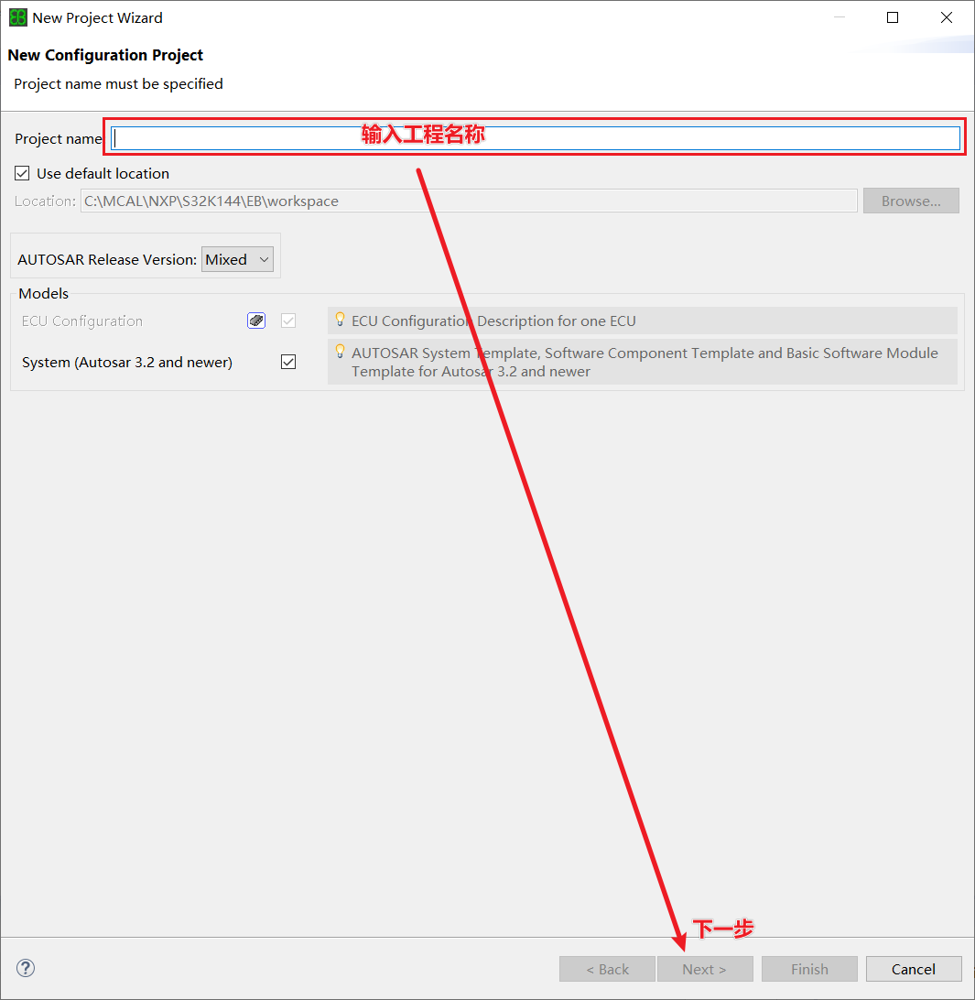 New Project Wizard
New Configuration Project
Project name must be specified
Project name
输入工程名称
Use default location
Location: C:\MCAL\NXP\S32K144\EB\workspace Browse...
AUTOSAR Release Version: Mixed
Models
ECU Configuration ECU Configuration Description for one ECU
System (Autosar 3.2 and newer) AUTOSAR System Template, Software Component Template and Basic Software Module
Template for Autosar 3.2 and newer
下一步
< Back Next > Finish Cancel